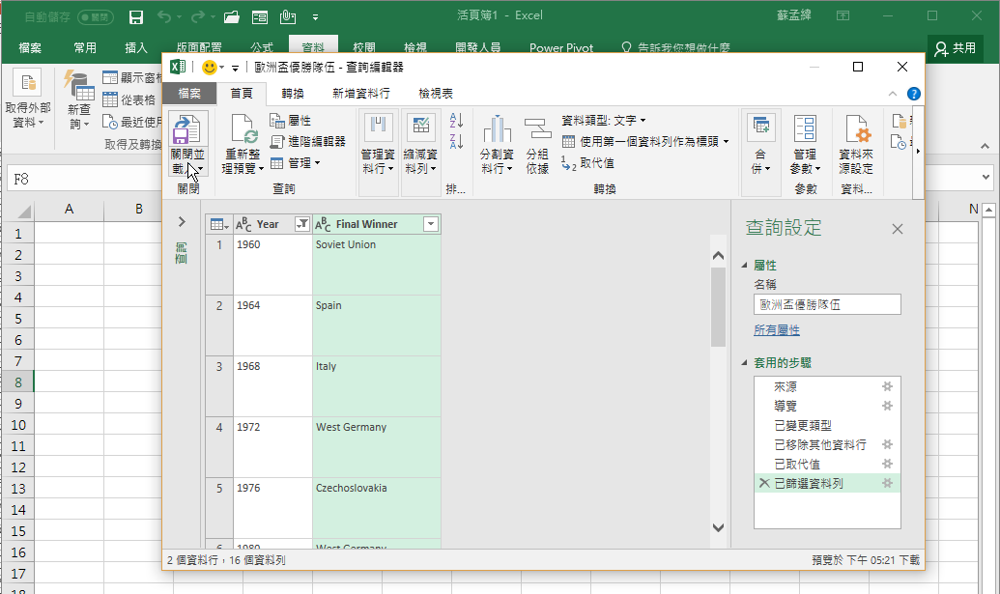 自動儲存 關閉
活頁簿1 - Excel
蘇孟緯
檔案 常用 插入 版面配置 公式 資料 校閱 檢視 開發人員 Power Pivot 告訴我您想做什麼 共用
取得外部
資料
新查
詢
顯示查
從表格
最近使用
取得及轉換
F8
A B N
1
2
3
4
5
6
7
8
9
10
11
12
13
14
15
16
17
18
歐洲盃優勝隊伍 - 查詢編輯器
檔案 首頁 轉換 新增資料行 檢視表
關閉並
載入
關閉
重新整
理預覽
屬性
進階編輯器
管理
查詢
管理資
料行
縮減資
料列
排...
分割資
料行
分組
依據
資料類型: 文字
使用第一個資料列作為標頭
取代值
轉換
合
併
管理
參數
參數
資料來
源設定
資料...
Year Final Winner
1 1960 Soviet Union
2 1964 Spain
3 1968 Italy
4 1972 West Germany
5 1976 Czechoslovakia
6 1980 West Germany
查詢設定
屬性
名稱
歐洲盃優勝隊伍
所有屬性
套用的步驟
來源
導覽
已變更類型
已移除其他資料行
已取代值
已篩選資料列
2 個資料行，16 個資料列
預覽於 下午 05:21 下載